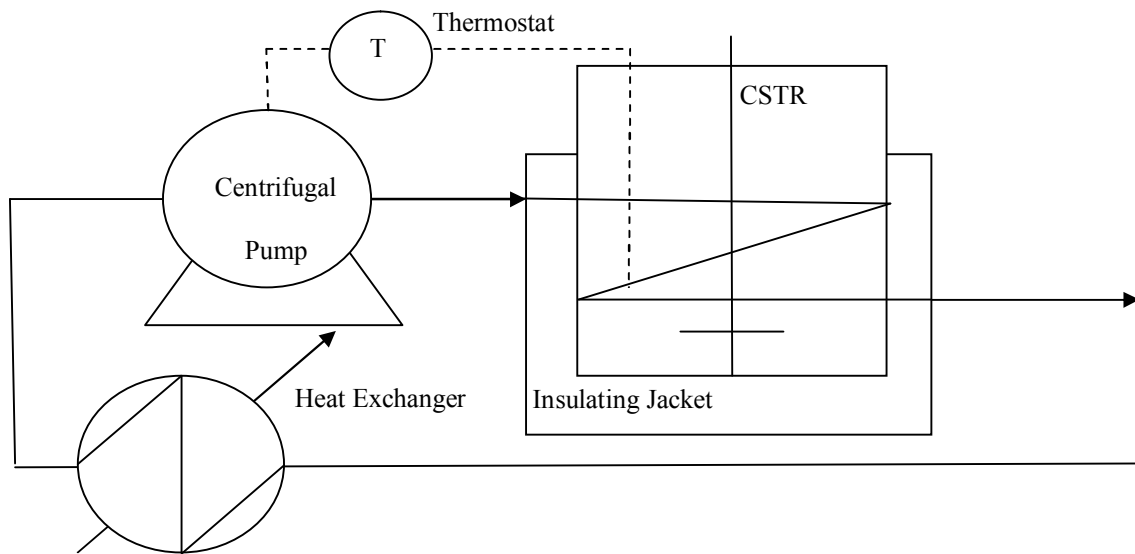 Thermostat
T
CSTR
Centrifugal
Pump
Heat Exchanger
Insulating Jacket